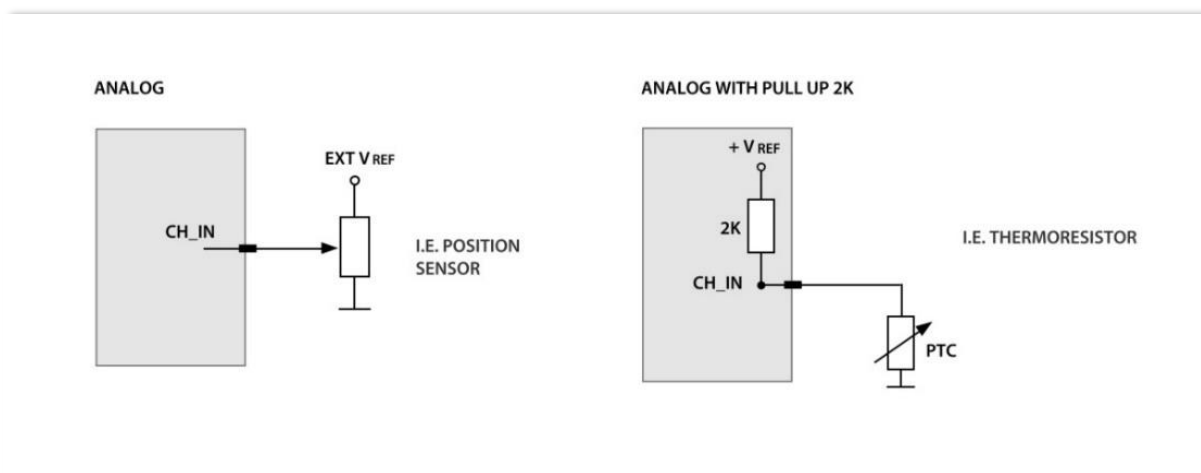 ANALOG
EXT V REF
CH_IN
I.E. POSITION
SENSOR
ANALOG WITH PULL UP 2K
+ V REF
2K
CH_IN
I.E. THERMORESISTOR
PTC